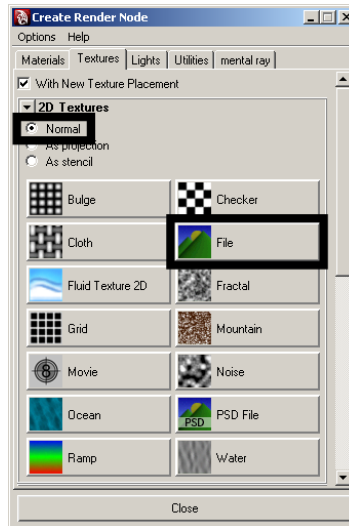 Create Render Node
Options Help
Materials Textures Lights Utilities mental ray
With New Texture Placement
2D Textures
Normal
As projection
As stencil
Bulge Checker
Cloth File
Fluid Texture 2D Fractal
Grid Mountain
8
Movie Noise
Ocean PSD PSD File
Ramp Water
Close